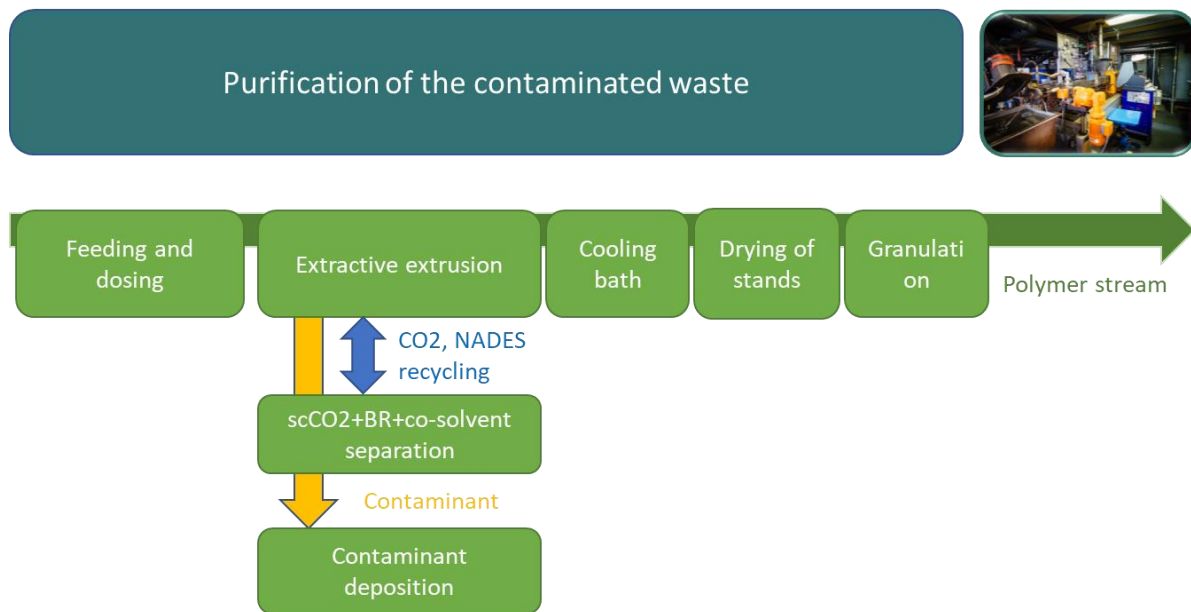 Purification of the contaminated waste
Feeding and
dosing
Extractive extrusion
Cooling
bath
Drying of
stands
Granulati
on
Polymer stream
CO2, NADES
recycling
scCO2+BR+co-solvent
separation
Contaminant
Contaminant
deposition